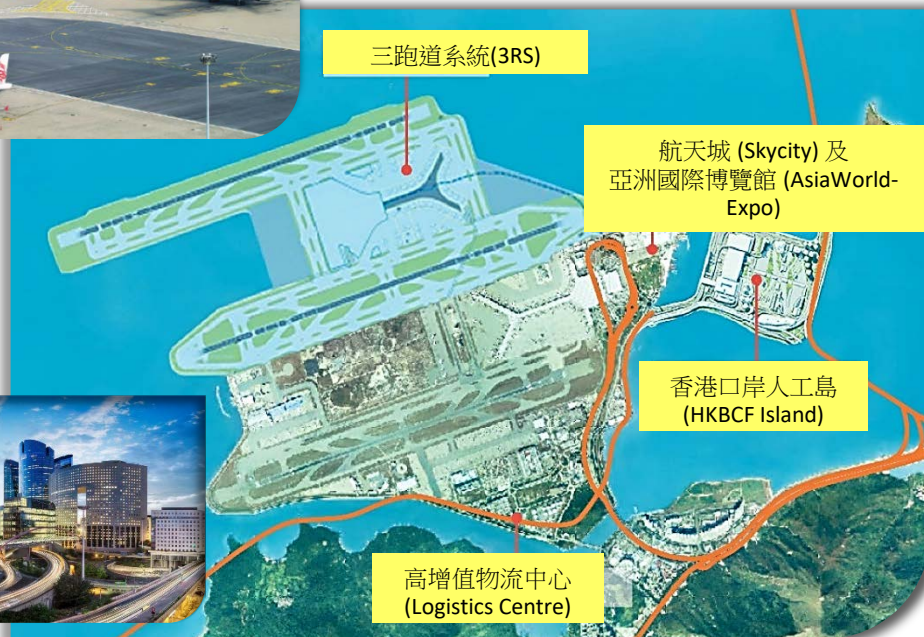 三跑道系統(3RS)
航天城 (Skycity) 及
亞洲國際博覽館 (AsiaWorld-
Expo)
香港口岸人工島
(HKBCF Island)
高增值物流中心
(Logistics Centre)